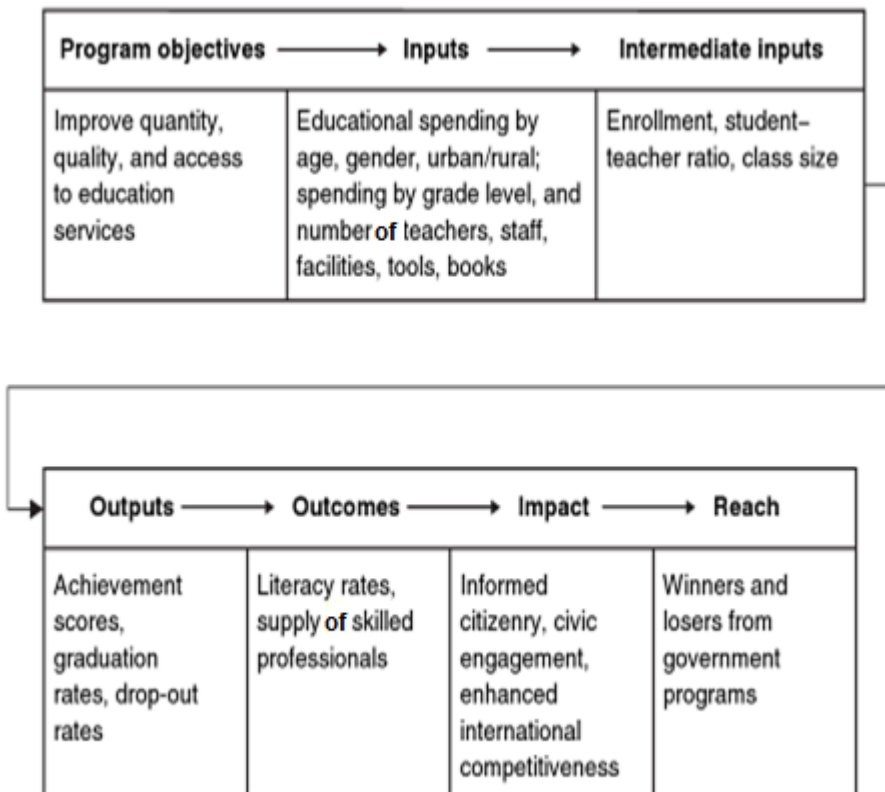 Program objectives Inputs Intermediate inputs
Improve quantity,
quality, and access
to education
services
Educational spending by
age, gender, urban/rural;
spending by grade level, and
number of teachers, staff,
facilities, tools, books
Enrollment, student–
teacher ratio, class size
Outputs Outcomes Impact Reach
Achievement
scores,
graduation
rates, drop-out
rates
Literacy rates,
supply of skilled
professionals
Informed
citizenry, civic
engagement,
enhanced
international
competitiveness
Winners and
losers from
government
programs